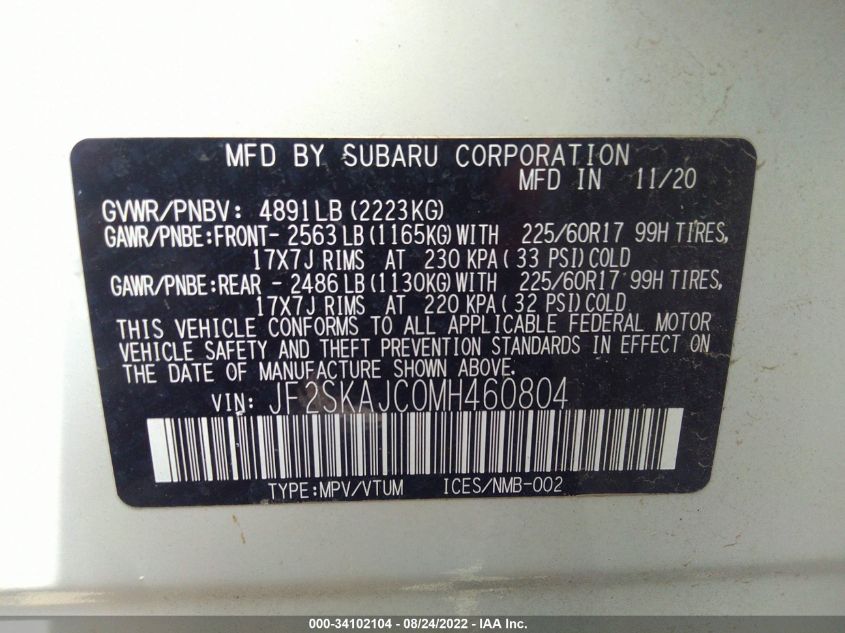 MFD BY SUBARU CORPORATION
MFD IN 11/20
GVWR/PNBV: 4891LB (2223KG)
GAWR/PNBE:FRONT- 2563 LB (1165KG) WITH 225/60R17 99H TIRES,
17X7J RIMS AT 230 KPA ( 33 PSI) COLD
GAWR/PNBE:REAR - 2486 LB (1130KG) WITH 225/60R17 99H TIRES,
17X7J RIMS AT 220 KPA ( 32 PSI) COLD
THIS VEHICLE CONFORMS TO ALL APPLICABLE FEDERAL MOTOR
VEHICLE SAFETY AND THEFT PREVENTION STANDARDS IN EFFECT ON
THE DATE OF MANUFACTURE SHOWN ABOVE.
VIN: JF2SKAJC0MH460804
TYPE:MPV/VTUM ICES/NMB-002
000-34102104 - 08/24/2022 - IAA Inc.